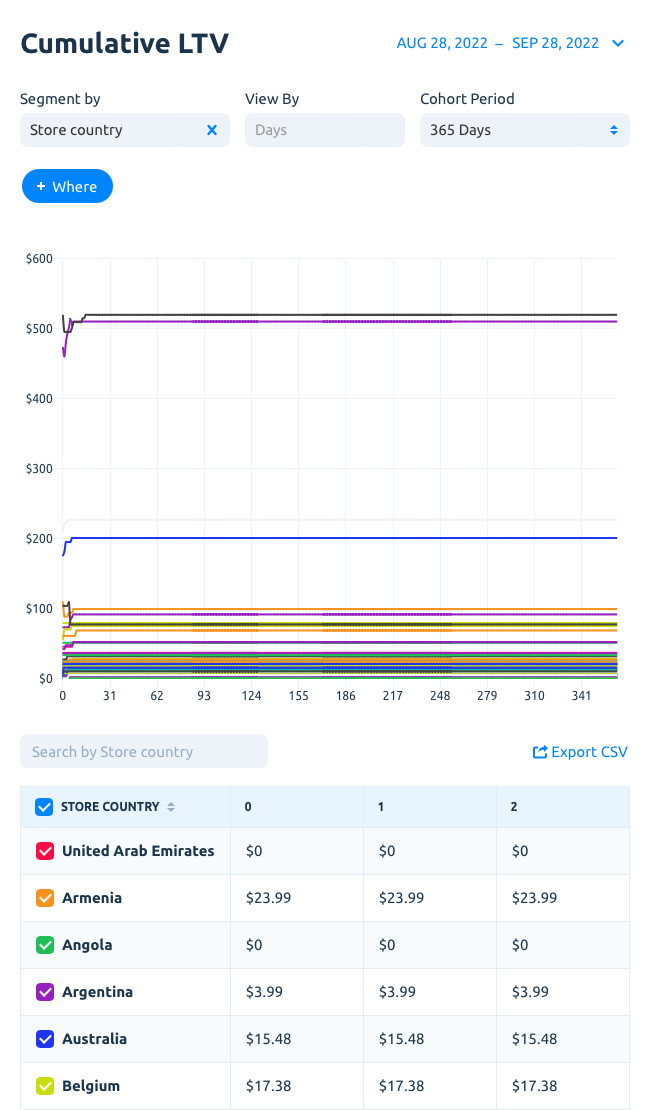 Cumulative LTV
AUG 28, 2022 – SEP 28, 2022
Segment by
View By
Cohort Period
Store country
Days
365 Days
+ Where
$600
$500
$400
$300
$200
$100
$0
0 31 62 93 124 155 186 217 248 279 310 341
Search by Store country
Export CSV
STORE COUNTRY 0 1 2
United Arab Emirates $0 $0 $0
Armenia $23.99 $23.99 $23.99
Angola $0 $0 $0
Argentina $3.99 $3.99 $3.99
Australia $15.48 $15.48 $15.48
Belgium $17.38 $17.38 $17.38